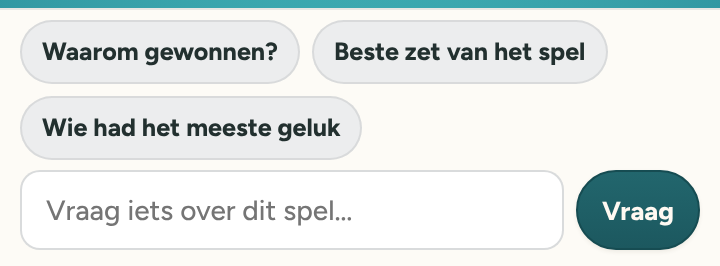 Waarom gewonnen?
Beste zet van het spel
Wie had het meeste geluk
Vraag iets over dit spel...
Vraag